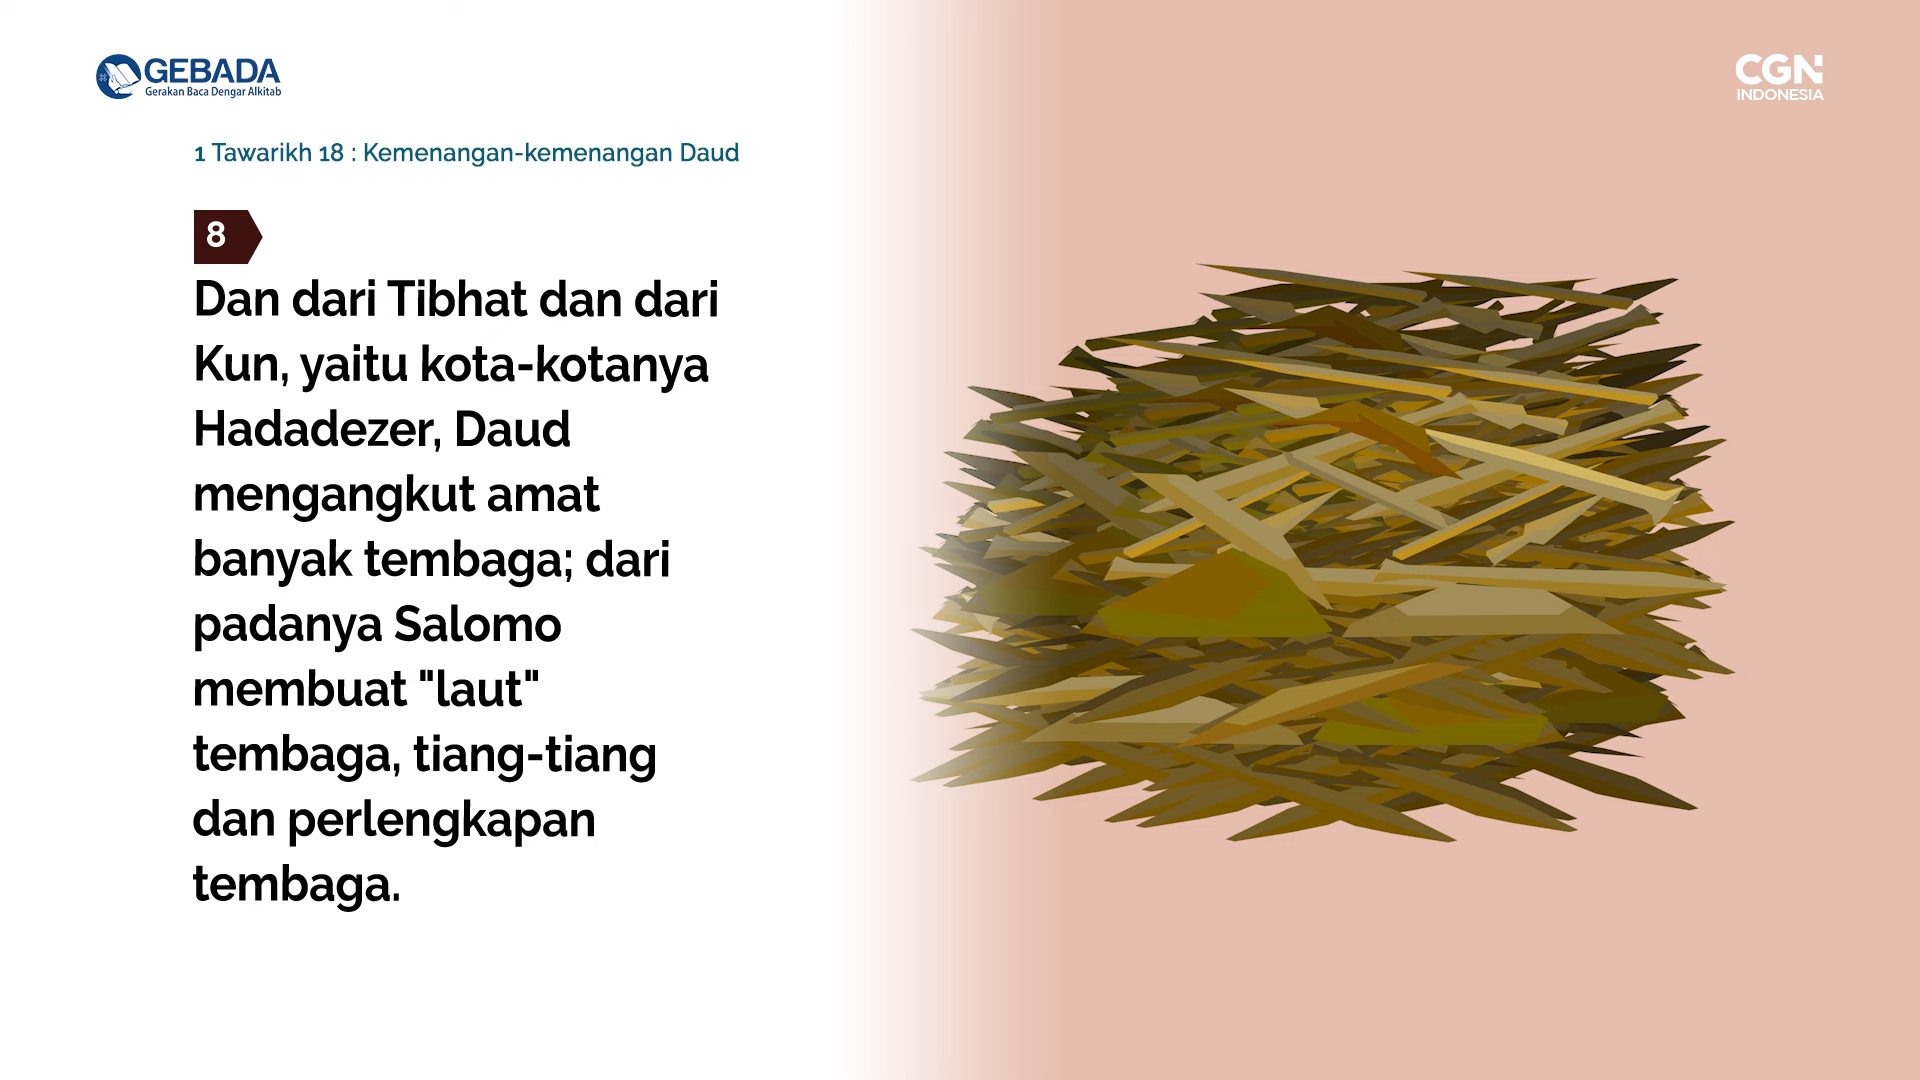 GEBADA
Gerakan Baca Dengar Alkitab
CGN
INDONESIA
1 Tawarikh 18 : Kemenangan-kemenangan Daud
8
Dan dari Tibhat dan dari
Kun, yaitu kota-kotanya
Hadadezer, Daud
mengangkut amat
banyak tembaga; dari
padanya Salomo
membuat "laut"
tembaga, tiang-tiang
dan perlengkapan
tembaga.